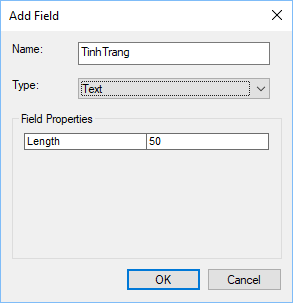 Add Field
Name:
TinhTrang
Type:
Text
Field Properties
Length 50
OK Cancel